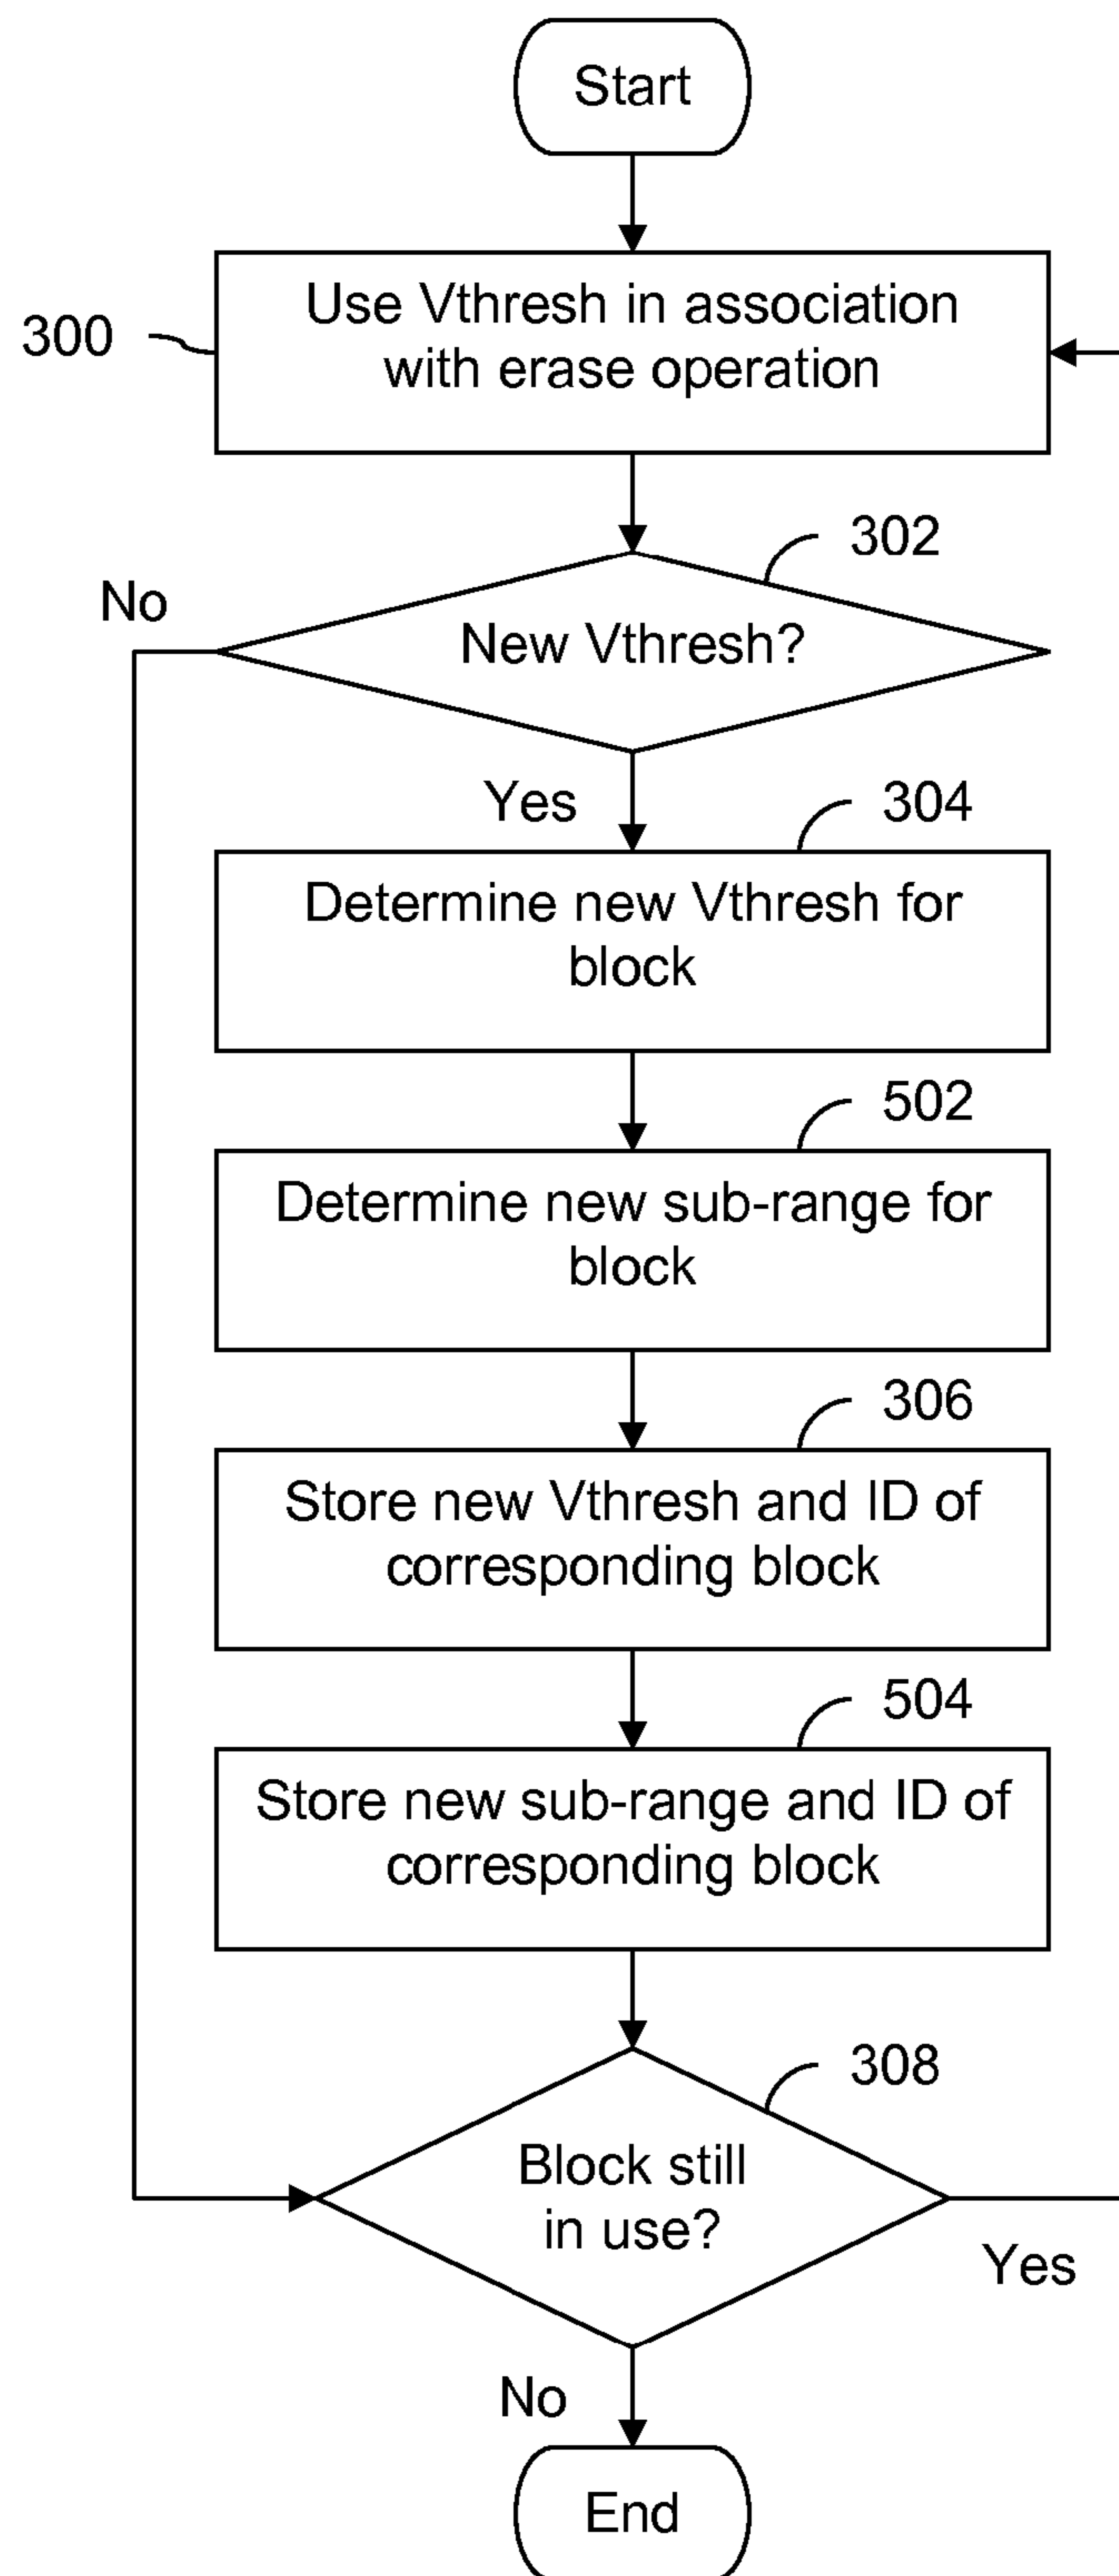 Start
Use Vthresh in association
with erase operation
300
302
No
New Vthresh?
Yes
304
Determine new Vthresh for
block
502
Determine new sub-range for
block
306
Store new Vthresh and ID of
corresponding block
504
Store new sub-range and ID of
corresponding block
308
Block still
in use?
Yes
No
End